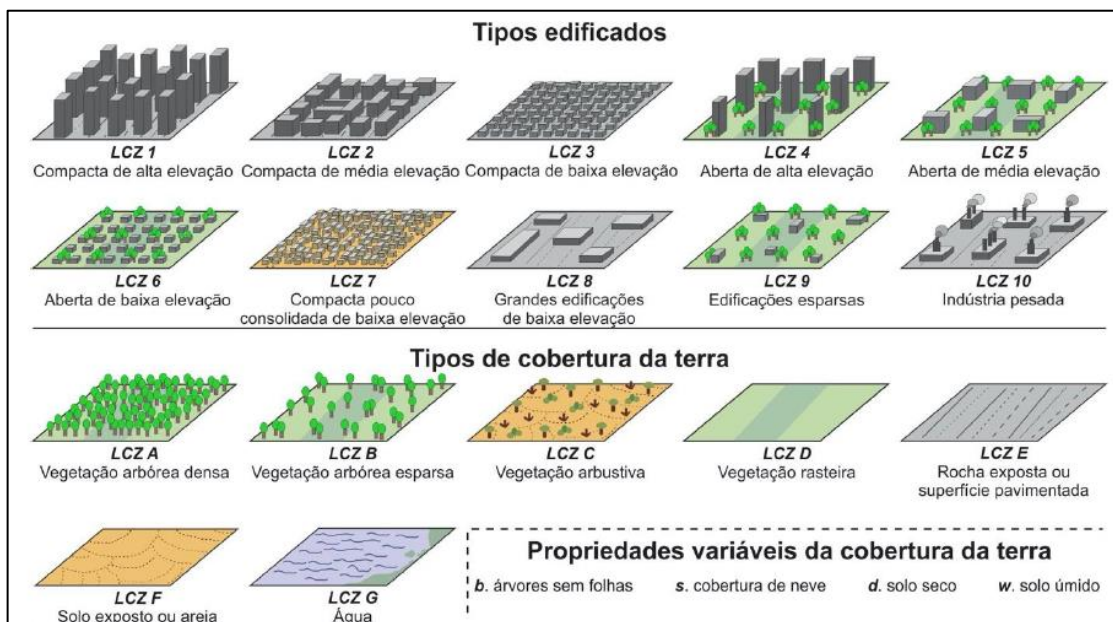 Tipos edificados
LCZ 1
Compacta de alta elevação
LCZ 2
Compacta de média elevação
LCZ 3
Compacta de baixa elevação
LCZ 4
Aberta de alta elevação
LCZ 5
Aberta de média elevação
LCZ 6
Aberta de baixa elevação
LCZ 7
Compacta pouco
consolidada de baixa elevação
LCZ 8
Grandes edificações
de baixa elevação
LCZ 9
Edificações esparsas
LCZ 10
Indústria pesada
Tipos de cobertura da terra
LCZ A
Vegetação arbórea densa
LCZ B
Vegetação arbórea esparsa
LCZ C
Vegetação arbustiva
LCZ D
Vegetação rasteira
LCZ E
Rocha exposta ou
superfície pavimentada
LCZ F
Solo exposto ou areia
LCZ G
Água
Propriedades variáveis da cobertura da terra
b. árvores sem folhas
s. cobertura de neve
d. solo seco
w. solo úmido